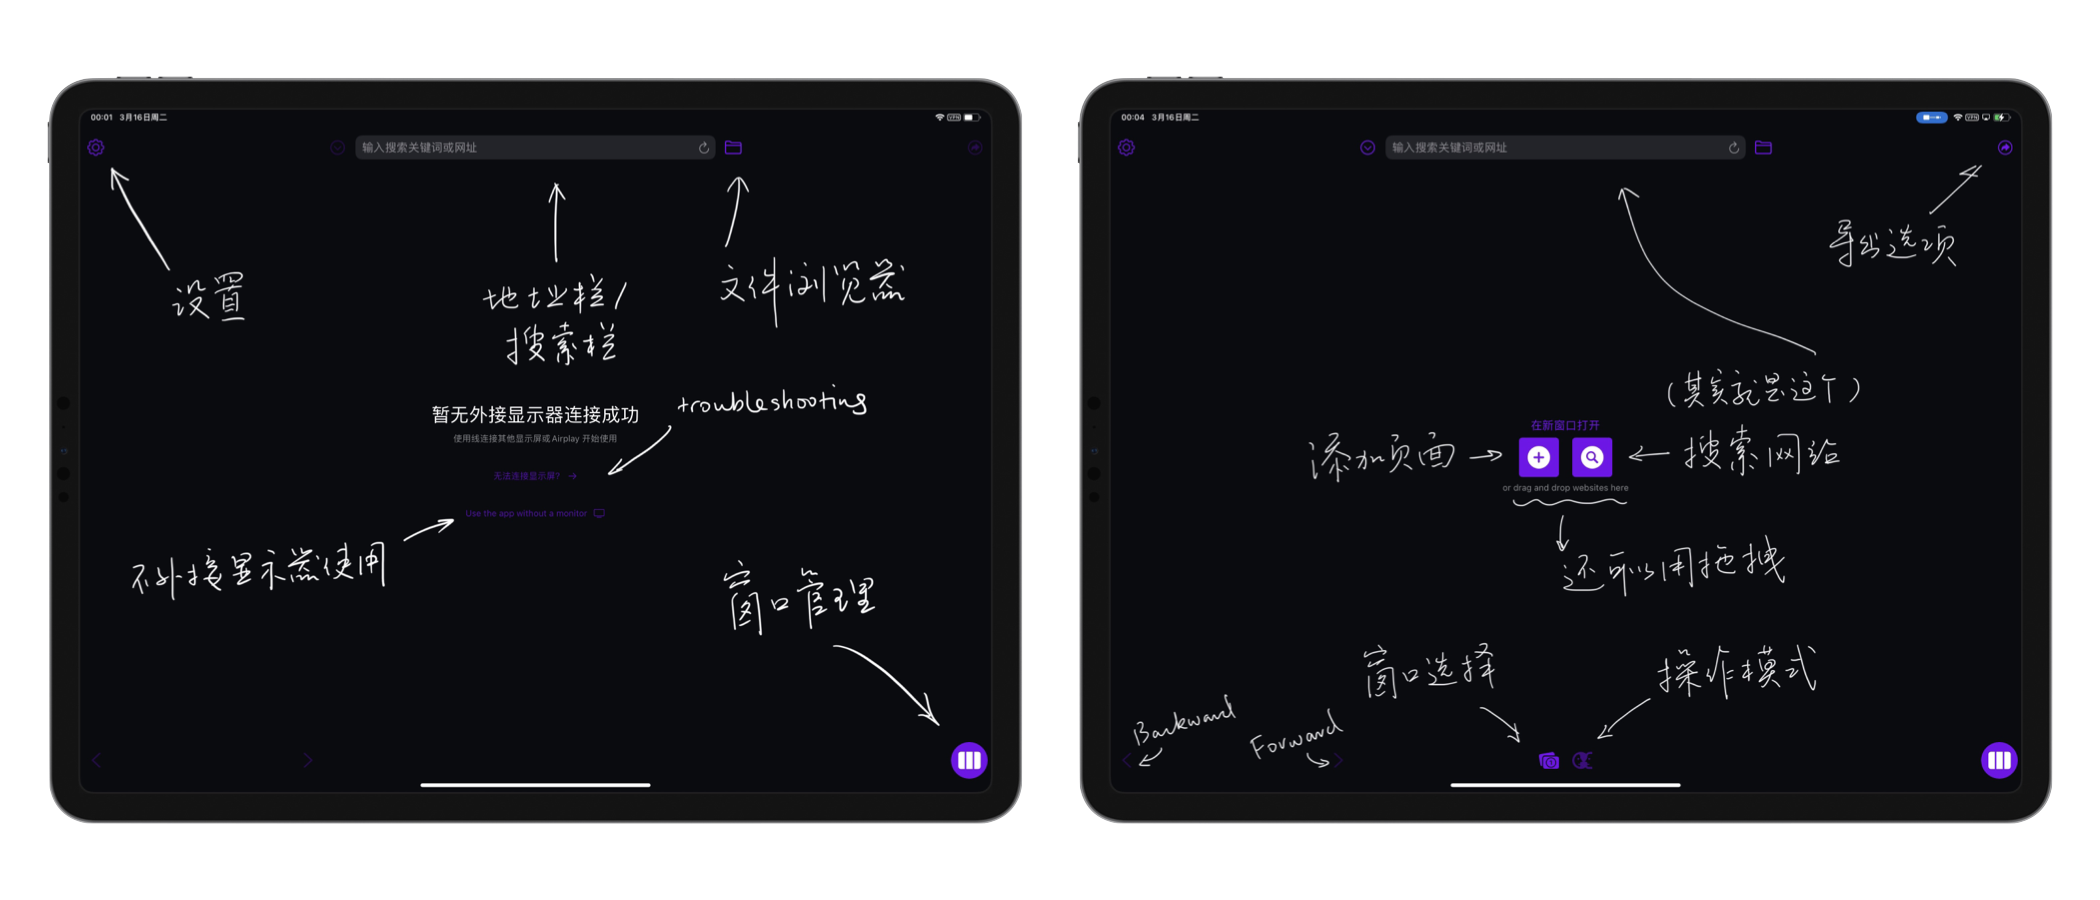 00:01 3月16日周二
VPN
输入搜索关键词或网址
设置
地址栏/
搜索栏
文件浏览器
暂无外接显示器连接成功
使用线连接其他显示屏或 Airplay 开始使用
troubleshooting
无法连接显示屏? →
Use the app without a monitor
不外接显示器使用
窗口管理
00:04 3月16日周二
VPN
输入搜索关键词或网址
导出选项
(其实就是这个)
在新窗口打开
添加页面
搜索网站
or drag and drop websites here
还可以用拖拽
窗口选择
操作模式
Backward
Forward